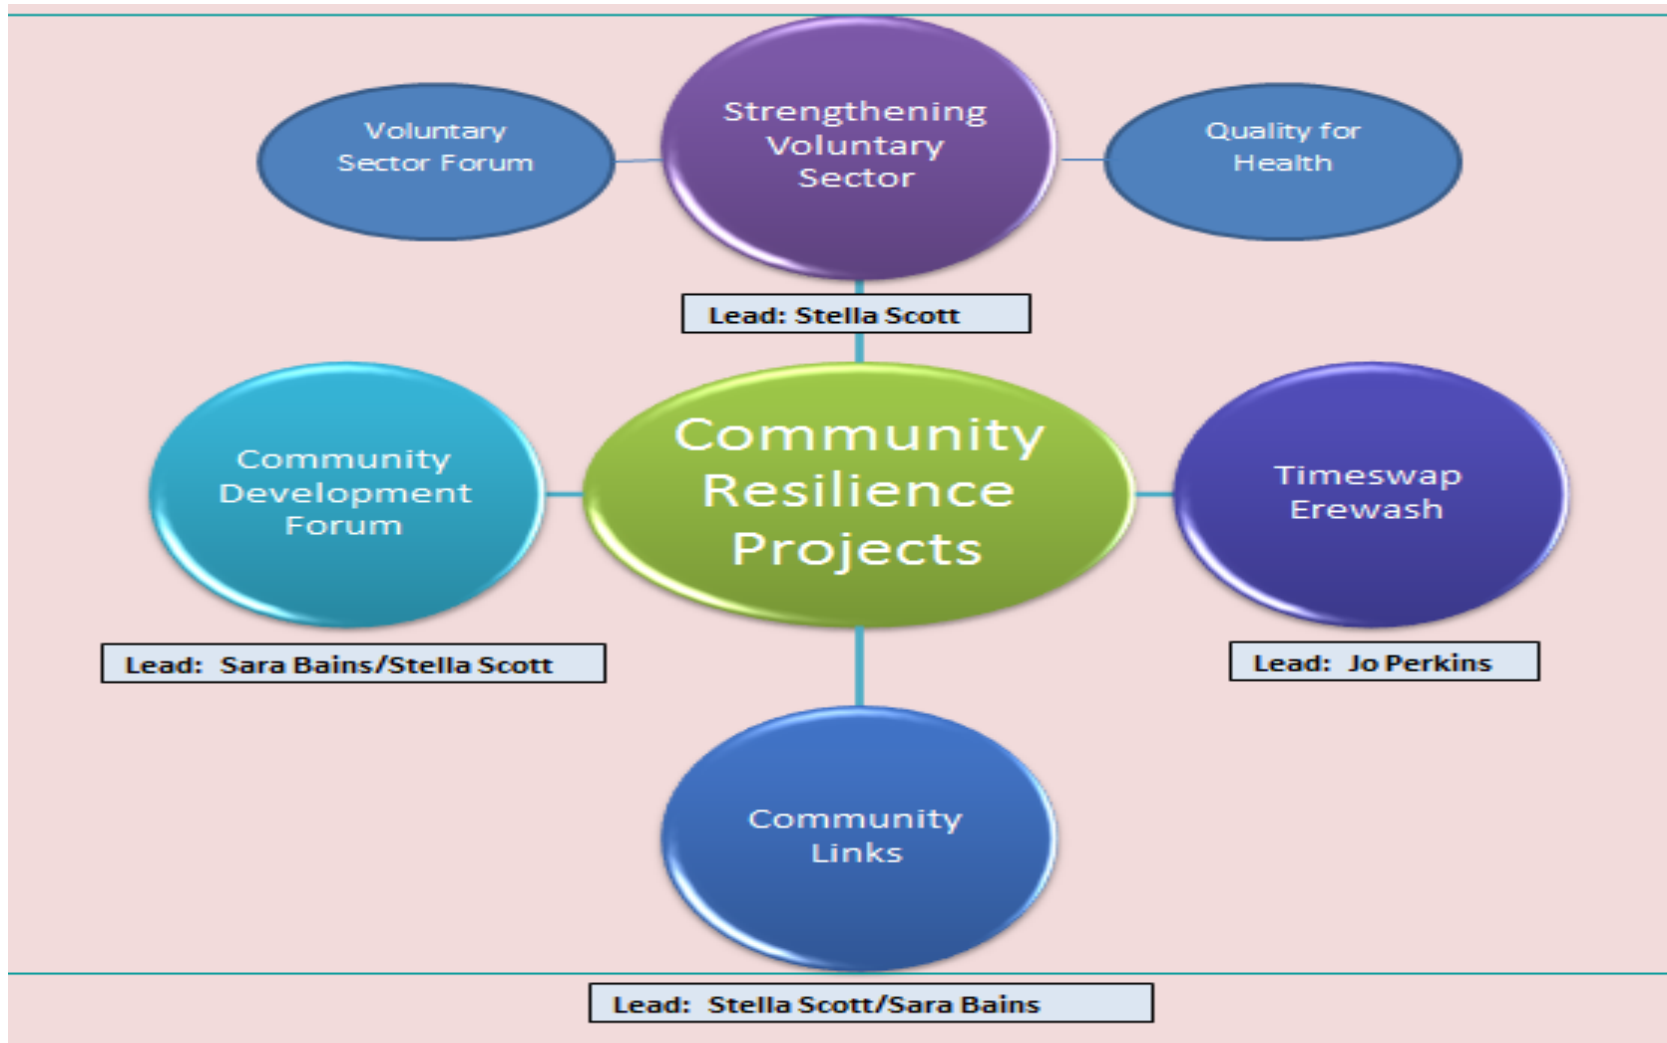 Strengthening
Voluntary
Sector
Voluntary
Sector Forum
Quality for
Health
Lead: Stella Scott
Community
Development
Forum
Community
Resilience
Projects
Timeswap
Erewash
Lead: Sara Bains/Stella Scott
Lead: Jo Perkins
Community
Links
Lead: Stella Scott/Sara Bains